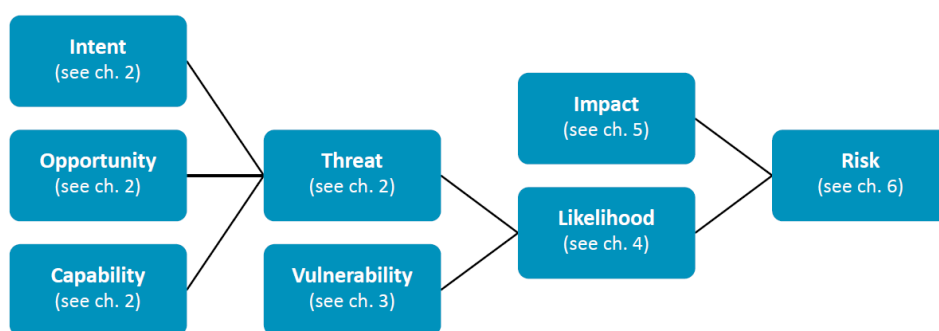 Intent
(see ch. 2)
Opportunity
(see ch. 2)
Capability
(see ch. 2)
Threat
(see ch. 2)
Vulnerability
(see ch. 3)
Impact
(see ch. 5)
Likelihood
(see ch. 4)
Risk
(see ch. 6)